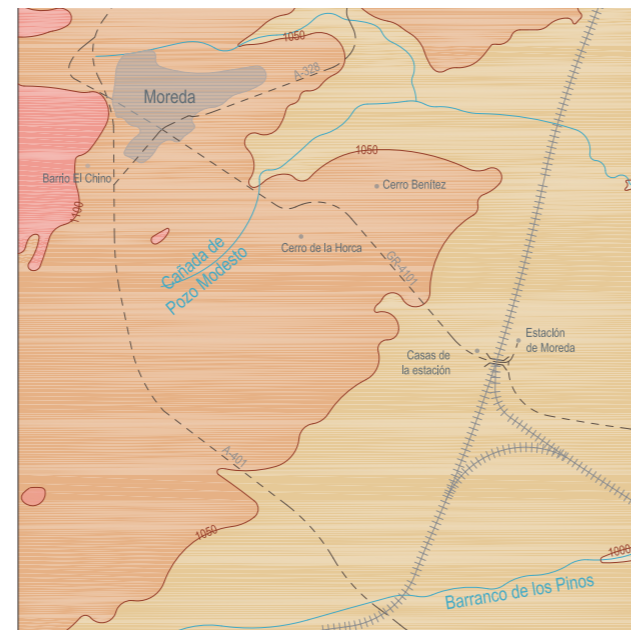 1050
A-328
Moreda
1050
Barrio El Chino
Cerro Benítez
1100
Cerro de la Horca
Cañada de
Pozo Modesto
GR-4101
Estación
de Moreda
Casas de
la estación
A-401
1050
1000
Barranco de los Pinos